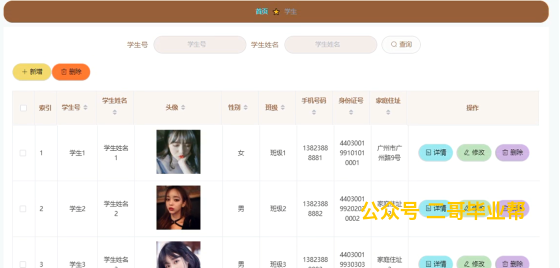 首页 学生
学生号 学生号 学生姓名 学生姓名 查询
+ 新增 删除
索引 学生号 学生姓名 头像 性别 班级 手机号码 身份证号 家庭住址 操作
1 学生1 学生姓名1 女 班级1 13823888881 440300199101010001 广州市广州路9号 详情 修改 删除
2 学生2 学生姓名2 男 班级2 13823888882 440300199202020002 家庭住址2 详情 修改 删除
公众号 二哥毕业帮
3 学生3 学生姓名 男 班级3 1382388 4403001 9930303 家庭住址 详情 修改 删除